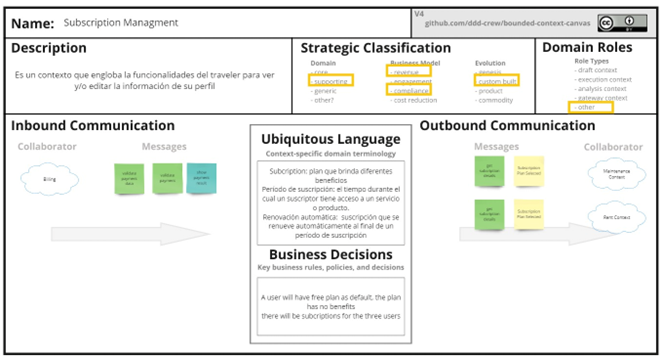 Name: Subscription Managment
V4
github.com/ddd-crew/bounded-context-canvas
Description
Es un contexto que engloba la funcionalidades del traveler para ver
y/o editar la información de su perfil
Strategic Classification
Domain
- core
- supporting
- generic
- other?
Business Model
- revenue
- engagement
- compliance
- cost reduction
Evolution
- genesis
- custom built
- product
- commodity
Domain Roles
Role Types
- draft context
- execution context
- analysis context
- gateway context
- other
Inbound Communication
Collaborator
Messages
Billing
validate
payment
data
validate
payment
show
payment
result
Ubiquitous Language
Context-specific domain terminology
Subcription: plan que brinda diferentes
beneficios
Periodo de suscripción: el tiempo durante el
cual un suscriptor tiene acceso a un servicio
o producto.
Renovación automática: suscripción que se
renueve automáticamente al final de un
período de suscripción
Business Decisions
Key business rules, policies, and decisions
A user will have free plan as default, the plan
has no benefits
there will be subcriptions for the three users
Outbound Communication
Messages
Collaborator
get
subscription
details
Subscription
Plan Selected
Maintenance
Context
get
subscription
details
Subscription
Plan Selected
Rent Context